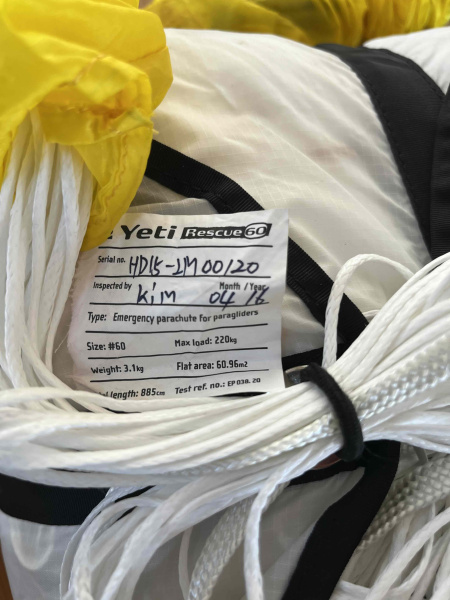 Yeti Rescue 60
Serial no. HD15-2M 00120
Inspected by Kim Month / Year 04 / 16
Type: Emergency parachute for paragliders
Size: #60 Max load: 220kg
Weight: 3.1kg Flat area: 60.96m2
length: 885cm Test ref. no.: EP 038. 20